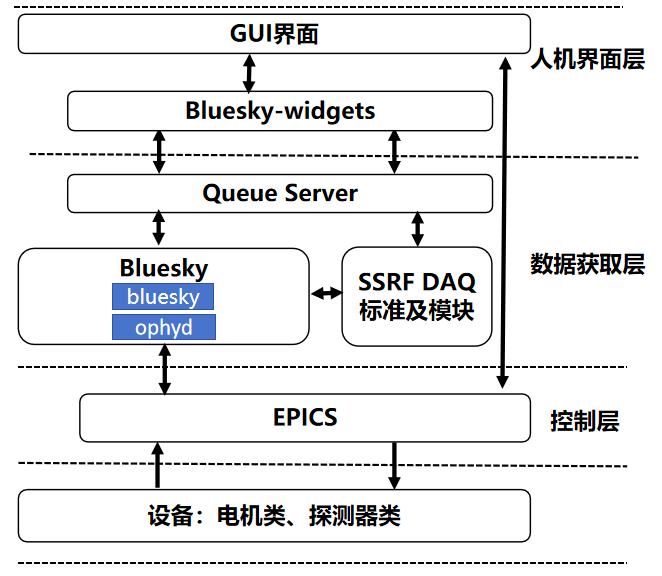 GUI界面
人机界面层
Bluesky-widgets
Queue Server
Bluesky
bluesky
ophyd
SSRF DAQ
标准及模块
数据获取层
EPICS
控制层
设备：电机类、探测器类